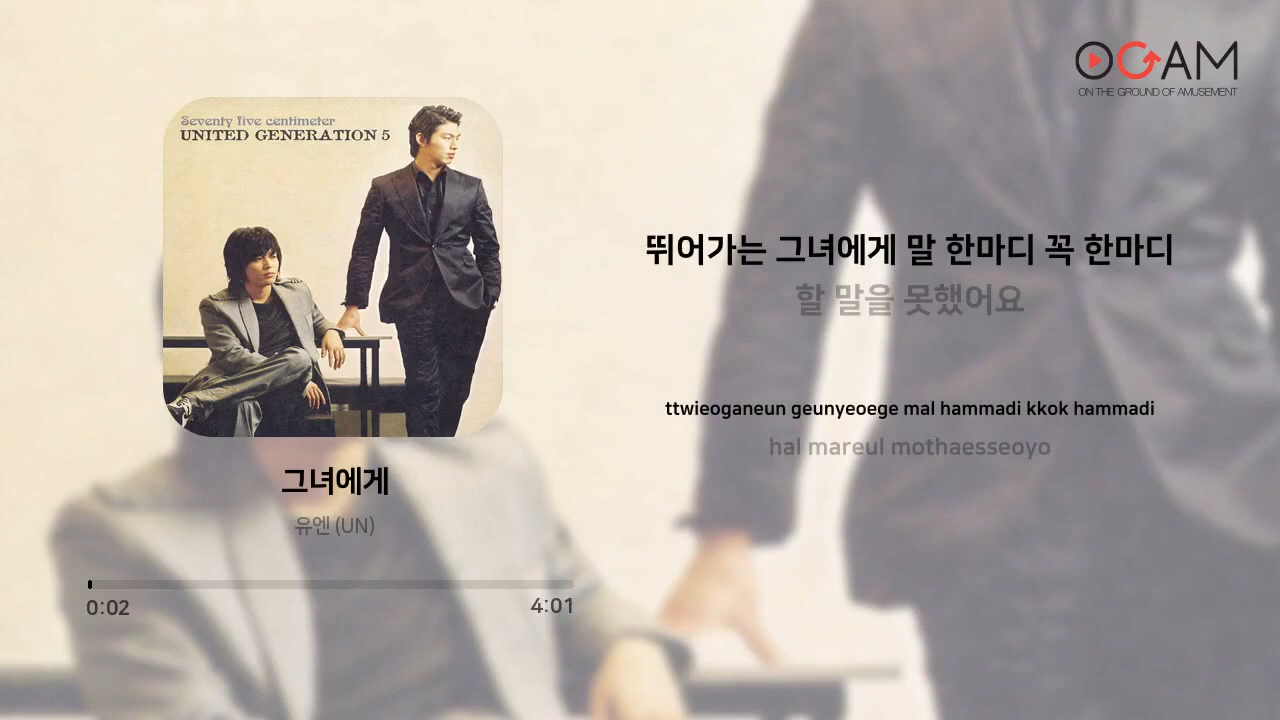 OGAM
ON THE GROUND OF AMUSEMENT
Seventy five centimeter
UNITED GENERATION 5
뛰어가는 그녀에게 말 한마디 꼭 한마디
할 말을 못했어요
ttwieoganeun geunyeoege mal hammadi kkok hammadi
hal mareul mothaesseoyo
그녀에게
유엔 (UN)
0:02
4:01